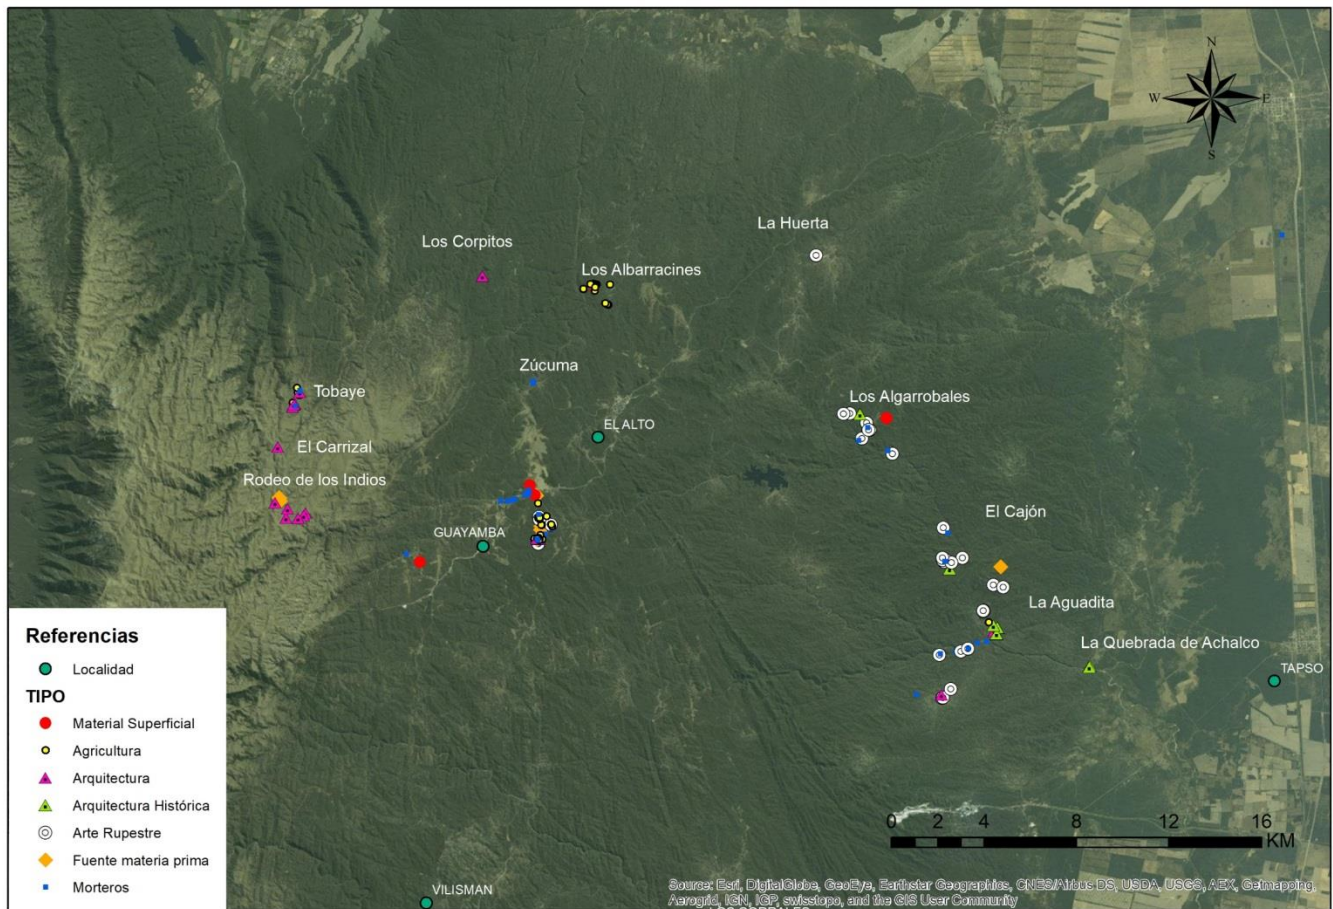 N
W E
S
La Huerta
Los Corpitos
Los Albarracines
Zúcuma
Tobaye
Los Algarrobales
EL ALTO
El Carrizal
Rodeo de los Indios
El Cajón
GUAYAMBA
La Aguadita
La Quebrada de Achalco
TAPSO
Referencias
Localidad
TIPO
Material Superficial
Agricultura
Arquitectura
Arquitectura Histórica
Arte Rupestre
Fuente materia prima
Morteros
0 2 4 8 12 16
KM
VILISMAN
Source: Esri, DigitalGlobe, GeoEye, Earthstar Geographics, CNES/Airbus DS, USDA, USGS, AEX, Getmapping,
Aerogrid, IGN, IGP, swisstopo, and the GIS User Community